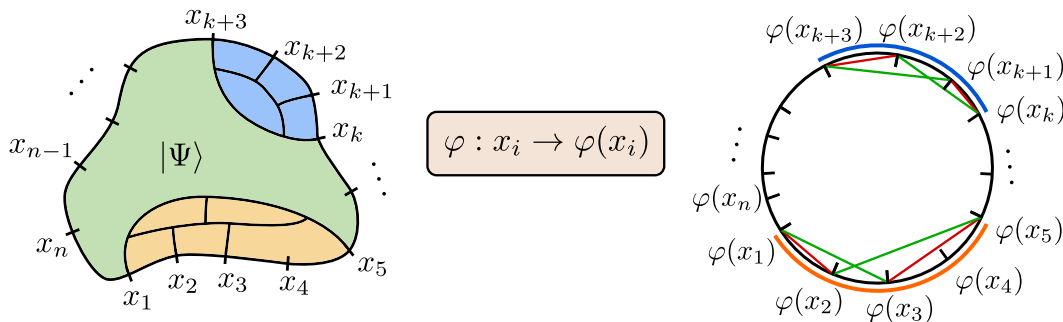 x_{k+3}
x_{k+2}
x_{k+1}
x_k
x_{n-1}
|Ψ⟩
x_n
x_1
x_2
x_3
x_4
x_5
φ : x_i → φ(x_i)
φ(x_{k+3})
φ(x_{k+2})
φ(x_{k+1})
φ(x_k)
φ(x_n)
φ(x_1)
φ(x_2)
φ(x_3)
φ(x_4)
φ(x_5)